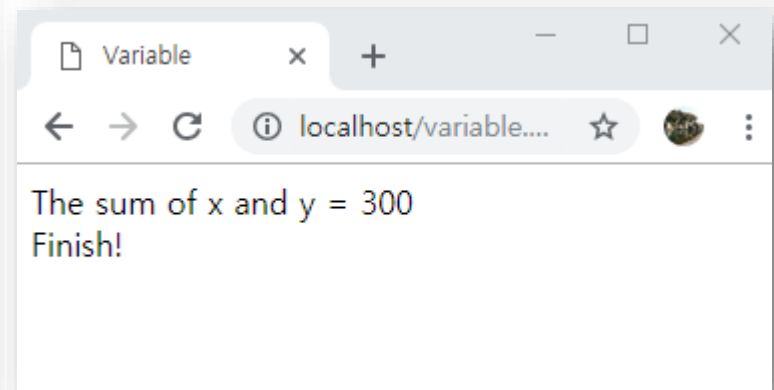 Variable
localhost/variable....
The sum of x and y = 300
Finish!